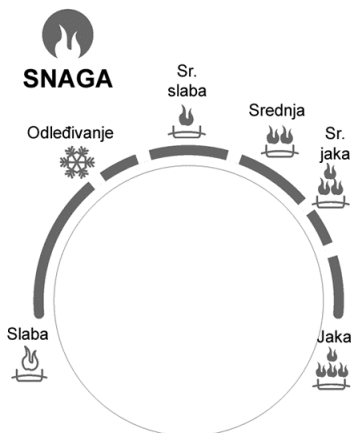 SNAGA
Sr.
slaba
Srednja
Sr.
jaka
Odleđivanje
Slaba
Jaka